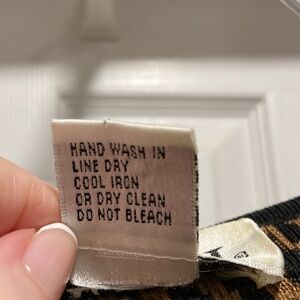 HAND WASH IN
LINE DRY
COOL IRON
OR DRY CLEAN
DO NOT BLEACH